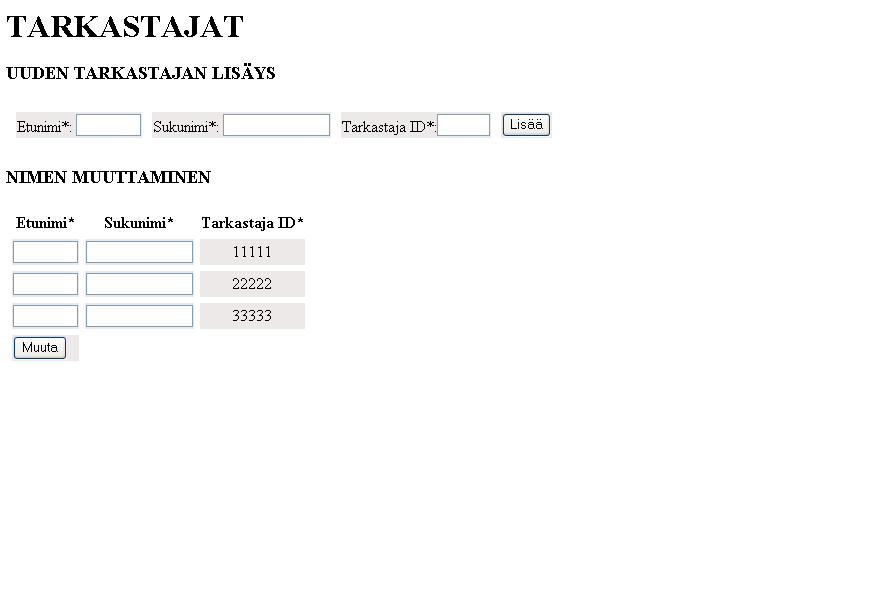 TARKASTAJAT
UUDEN TARKASTAJAN LISÄYS
Etunimi*: Sukunimi*: Tarkastaja ID*: Lisää
NIMEN MUUTTAMINEN
Etunimi* Sukunimi* Tarkastaja ID*
11111
22222
33333
Muuta